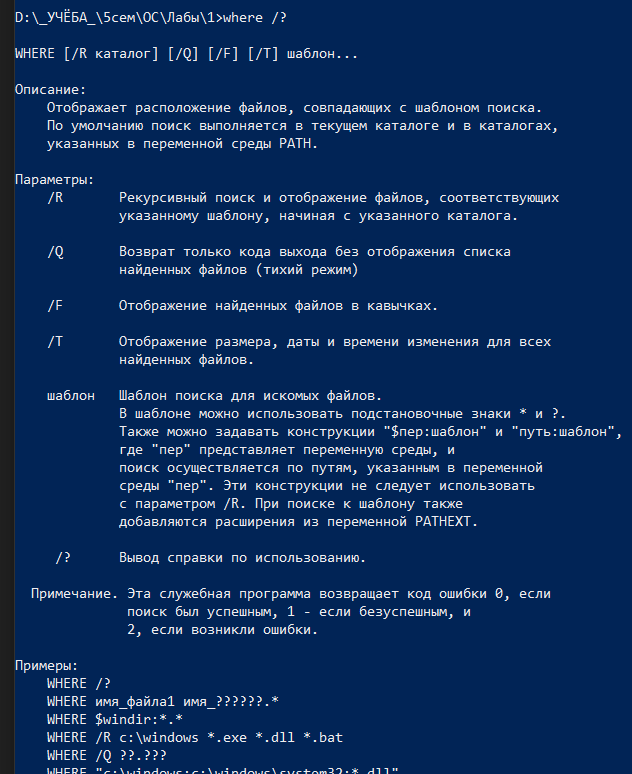 D:\_УЧЁБА_\5сем\ОС\Лабы\1>where /?
WHERE [/R каталог] [/Q] [/F] [/T] шаблон...
Описание:
Отображает расположение файлов, совпадающих с шаблоном поиска.
По умолчанию поиск выполняется в текущем каталоге и в каталогах,
указанных в переменной среды PATH.
Параметры:
/R Рекурсивный поиск и отображение файлов, соответствующих
указанному шаблону, начиная с указанного каталога.
/Q Возврат только кода выхода без отображения списка
найденных файлов (тихий режим)
/F Отображение найденных файлов в кавычках.
/T Отображение размера, даты и времени изменения для всех
найденных файлов.
шаблон Шаблон поиска для искомых файлов.
В шаблоне можно использовать подстановочные знаки * и ?.
Также можно задавать конструкции "$пер:шаблон" и "путь:шаблон",
где "пер" представляет переменную среды, и
поиск осуществляется по путям, указанным в переменной
среды "пер". Эти конструкции не следует использовать
с параметром /R. При поиске к шаблону также
добавляются расширения из переменной PATHEXT.
/? Вывод справки по использованию.
Примечание. Эта служебная программа возвращает код ошибки 0, если
поиск был успешным, 1 - если безуспешным, и
2, если возникли ошибки.
Примеры:
WHERE /?
WHERE имя_файла1 имя_??????.*
WHERE $windir:*.*
WHERE /R c:\windows *.exe *.dll *.bat
WHERE /Q ??.???
WHERE "c:\windows;c:\windows\system32:*.dll"